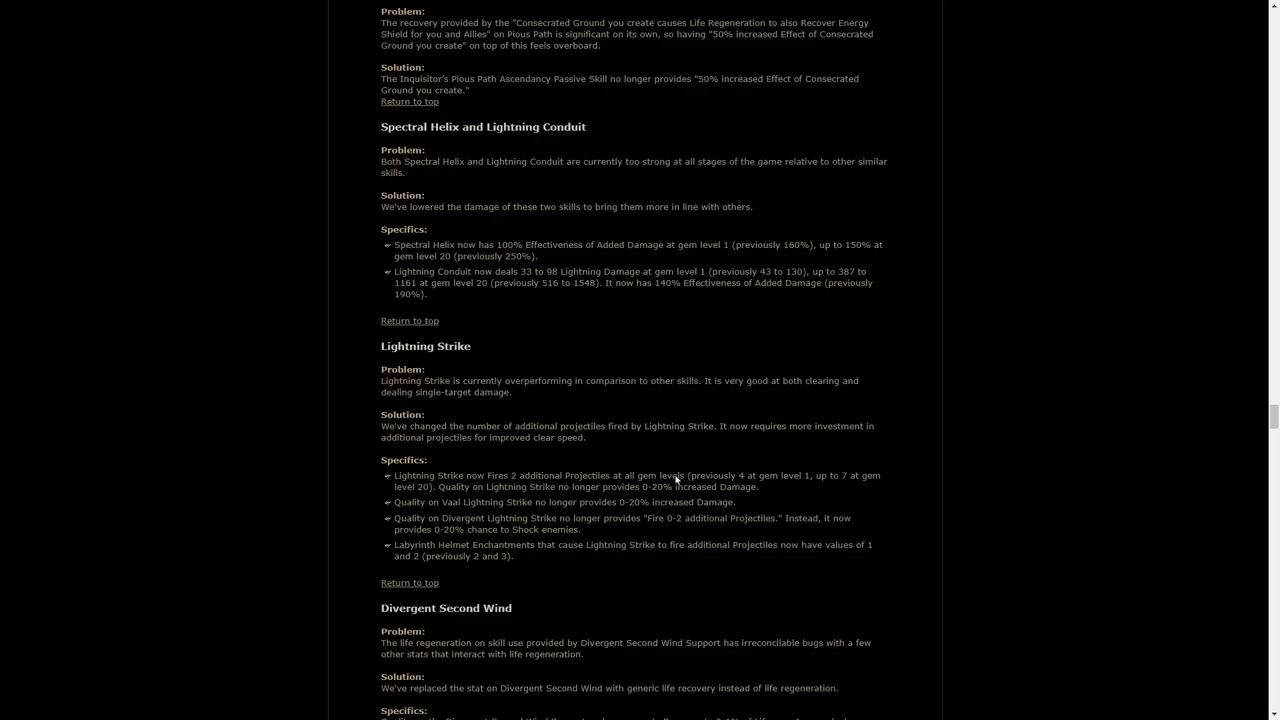 Problem:
The recovery provided by the "Consecrated Ground you create causes Life Regeneration to also Recover Energy
Shield for you and Allies" on Pious Path is significant on its own, so having "50% increased Effect of Consecrated
Ground you create" on top of this feels overboard.
Solution:
The Inquisitor's Pious Path Ascendancy Passive Skill no longer provides "50% increased Effect of Consecrated
Ground you create."
Return to top
Spectral Helix and Lightning Conduit
Problem:
Both Spectral Helix and Lightning Conduit are currently too strong at all stages of the game relative to other similar
skills.
Solution:
We've lowered the damage of these two skills to bring them more in line with others.
Specifics:
Spectral Helix now has 100% Effectiveness of Added Damage at gem level 1 (previously 160%), up to 150% at
gem level 20 (previously 250%).
Lightning Conduit now deals 33 to 98 Lightning Damage at gem level 1 (previously 43 to 130), up to 387 to
1161 at gem level 20 (previously 516 to 1548). It now has 140% Effectiveness of Added Damage (previously
190%).
Return to top
Lightning Strike
Problem:
Lightning Strike is currently overperforming in comparison to other skills. It is very good at both clearing and
dealing single-target damage.
Solution:
We've changed the number of additional projectiles fired by Lightning Strike. It now requires more investment in
additional projectiles for improved clear speed.
Specifics:
Lightning Strike now Fires 2 additional Projectiles at all gem levels (previously 4 at gem level 1, up to 7 at gem
level 20). Quality on Lightning Strike no longer provides 0-20% increased Damage.
Quality on Vaal Lightning Strike no longer provides 0-20% increased Damage.
Quality on Divergent Lightning Strike no longer provides "Fire 0-2 additional Projectiles." Instead, it now
provides 0-20% chance to Shock enemies.
Labyrinth Helmet Enchantments that cause Lightning Strike to fire additional Projectiles now have values of 1
and 2 (previously 2 and 3).
Return to top
Divergent Second Wind
Problem:
The life regeneration on skill use provided by Divergent Second Wind Support has irreconcilable bugs with a few
other stats that interact with life regeneration.
Solution:
We've replaced the stat on Divergent Second Wind with generic life recovery instead of life regeneration.
Specifics: